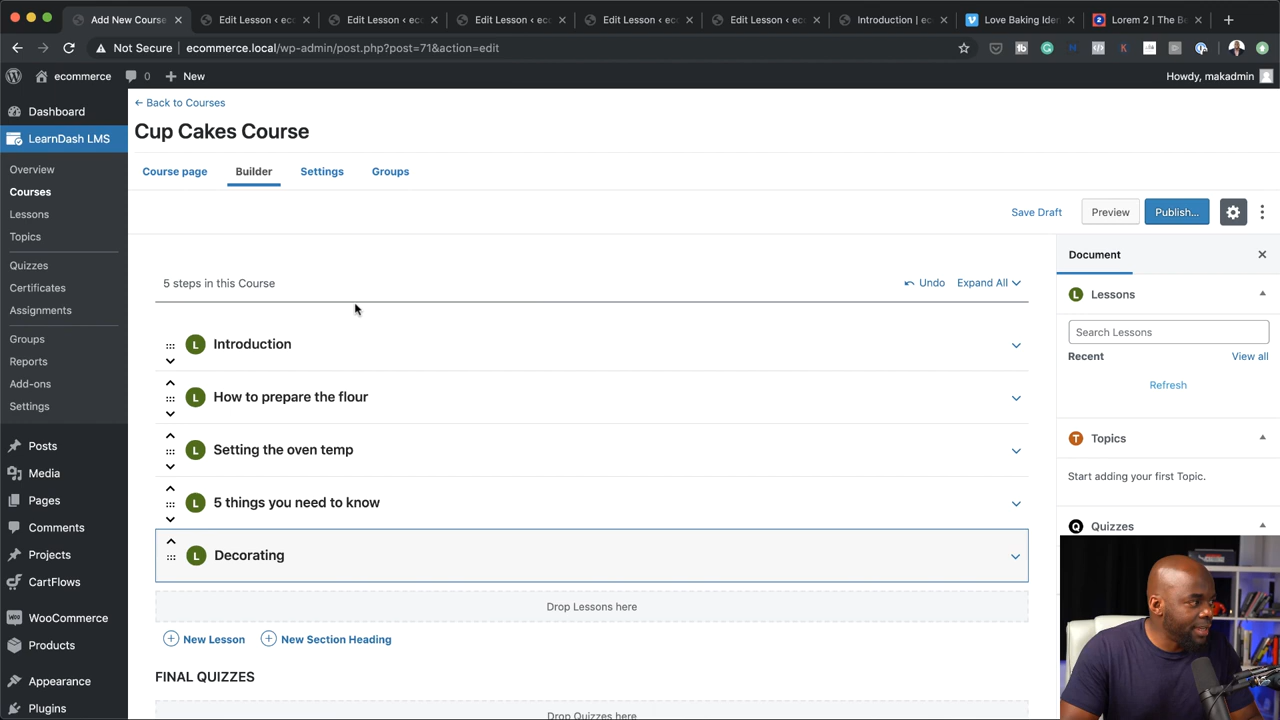 Add New Course
Edit Lesson ‹ eco
Edit Lesson ‹ eco
Edit Lesson ‹ eco
Edit Lesson ‹ eco
Edit Lesson ‹ eco
Introduction | ec
Love Baking Ide
Lorem 2 | The B
Not Secure
ecommerce.local/wp-admin/post.php?post=71&action=edit
ecommerce
0
New
Howdy, makadmin
Dashboard
LearnDash LMS
Overview
Courses
Lessons
Topics
Quizzes
Certificates
Assignments
Groups
Reports
Add-ons
Settings
Posts
Media
Pages
Comments
Projects
CartFlows
WooCommerce
Products
Appearance
Plugins
← Back to Courses
Cup Cakes Course
Course page
Builder
Settings
Groups
Save Draft
Preview
Publish...
5 steps in this Course
Undo
Expand All
L Introduction
L How to prepare the flour
L Setting the oven temp
L 5 things you need to know
L Decorating
Drop Lessons here
New Lesson
New Section Heading
FINAL QUIZZES
Drop Quizzes here
Document
L Lessons
Search Lessons
Recent
View all
Refresh
T Topics
Start adding your first Topic.
Q Quizzes